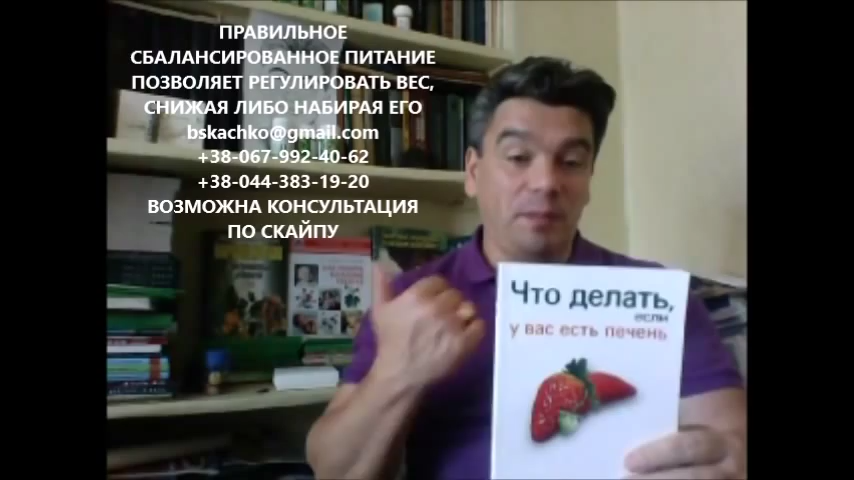 ПРАВИЛЬНОЕ
СБАЛАНСИРОВАННОЕ ПИТАНИЕ
ПОЗВОЛЯЕТ РЕГУЛИРОВАТЬ ВЕС,
СНИЖАЯ ЛИБО НАБИРАЯ ЕГО
bskachko@gmail.com
+38-067-992-40-62
+38-044-383-19-20
ВОЗМОЖНА КОНСУЛЬТАЦИЯ
ПО СКАЙПУ
Что делать,
если
у вас есть печень